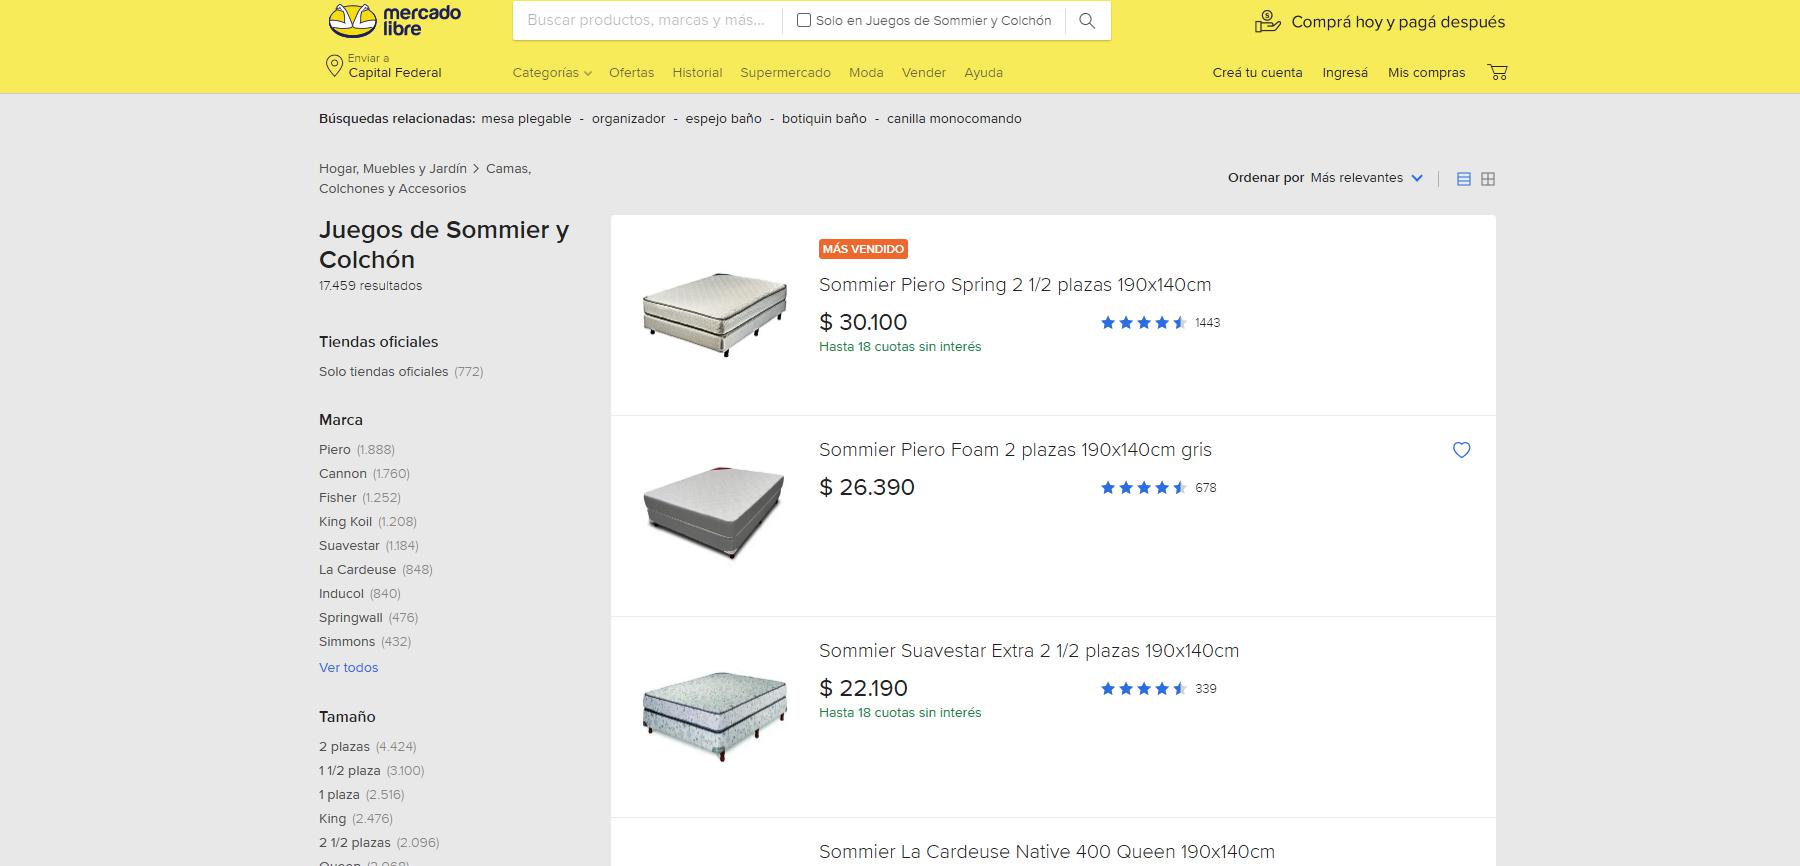 mercado
libre
Buscar productos, marcas y más...
Solo en Juegos de Sommier y Colchón
Comprá hoy y pagá después
Enviar a
Capital Federal
Categorías
Ofertas
Historial
Supermercado
Moda
Vender
Ayuda
Creá tu cuenta
Ingresá
Mis compras
Búsquedas relacionadas: mesa plegable - organizador - espejo baño - botiquin baño - canilla monocomando
Hogar, Muebles y Jardín > Camas,
Colchones y Accesorios
Ordenar por Más relevantes
Juegos de Sommier y
Colchón
17.459 resultados
Tiendas oficiales
Solo tiendas oficiales (772)
Marca
Piero (1.888)
Cannon (1.760)
Fisher (1.252)
King Koil (1.208)
Suavestar (1.184)
La Cardeuse (848)
Inducol (840)
Springwall (476)
Simmons (432)
Ver todos
Tamaño
2 plazas (4.424)
1 1/2 plaza (3.100)
1 plaza (2.516)
King (2.476)
2 1/2 plazas (2.096)
Queen (2.068)
MÁS VENDIDO
Sommier Piero Spring 2 1/2 plazas 190x140cm
$ 30.100
1443
Hasta 18 cuotas sin interés
Sommier Piero Foam 2 plazas 190x140cm gris
$ 26.390
678
Sommier Suavestar Extra 2 1/2 plazas 190x140cm
$ 22.190
339
Hasta 18 cuotas sin interés
Sommier La Cardeuse Native 400 Queen 190x140cm